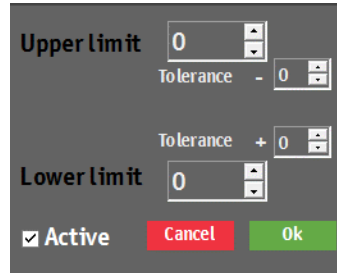 Upper limit 0
Tolerance - 0
Tolerance + 0
Lower limit 0
Active Cancel Ok